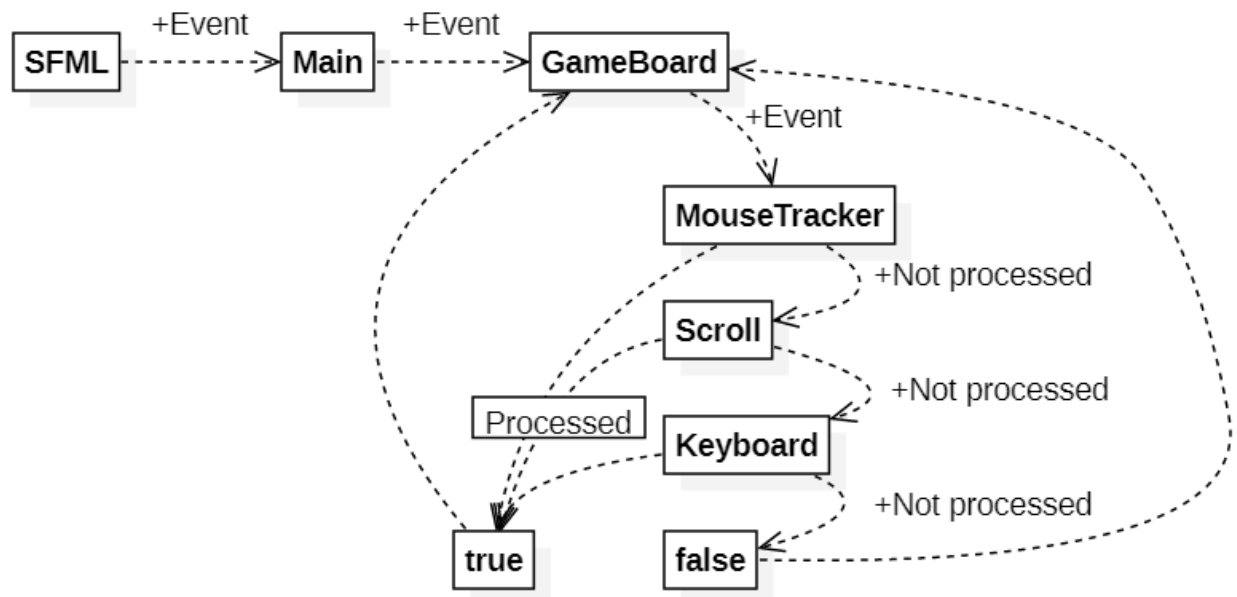 +Event
+Event
SFML
Main
GameBoard
+Event
MouseTracker
+Not processed
Scroll
+Not processed
Processed
Keyboard
+Not processed
true
false